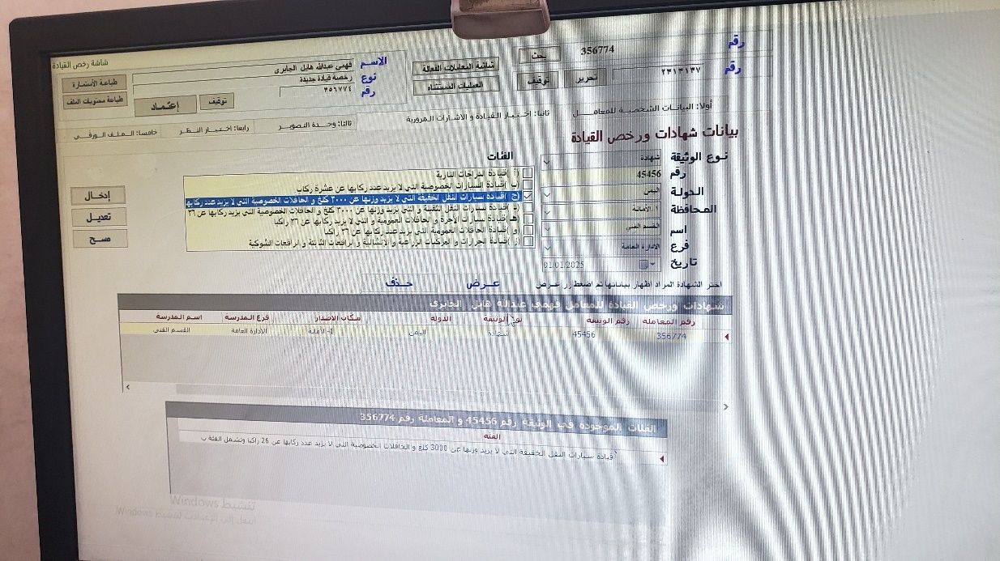 شاشة رخص القيادة
رقم 356774 بحث
رقم ٢٣١٣١٣٧ تحرير توقيف
شاشة المعاملات الفعالة
العمليات المستثناه
الاسم فهمي عبدالله هايل الجابري
نوع رخصة قيادة جديدة
رقم ٣٥٦٧٧٤
توقيف إعتماد
طباعة الأستمارة
طباعة محتويات الملف
أولا: البيانات الشخصية للمعامل
ثانيا: اختبار القيادة و الاشارات المرورية
ثالثا: وحدة التصوير
رابعا: اختبار النظر
خامسا: الملف الورقي
بيانات شهادات ورخص القيادة
نوع الوثيقة شهادة
رقم 45456
الدولة اليمن
المحافظة ١-الأمانة
اسم القسم الفني
فرع الادارة العامة
تاريخ 01/01/2025
الفئات
(أ) قيادة الدراجات النارية
(ب) قيادة السيارات الخصوصية التي لا يزيد عدد ركابها عن عشرة ركاب
(ج) قيادة سيارات النقل الخفيفة التي لا يزيد وزنها عن ٣٠٠٠ كلغ و الحافلات الخصوصية التي لا يزيد عدد ركابها
(د) قيادة سيارات النقل الثقيلة و التي يزيد وزنها عن ٣٠٠٠ كلغ و الحافلات الخصوصية التي يزيد ركابها عن ٢٦
(هـ) قيادة سيارات الأجرة و الحافلات العمومية و التي لا يزيد ركابها عن ٢٦ راكبا
(و) قيادة الحافلات العمومية التي يزيد عدد ركابها عن ٢٦ راكبا
(ز) قيادة الجرارات و المركبات الزراعية و الانشائية و الرافعات الثابتة و الرافعات الشوكية
إدخال
تعديل
مسح
اختر الشهادة المراد اظهار بياناتها ثم اضغط زر عرض
عرض حذف
شهادات ورخص القيادة للمعامل فهمي عبدالله هايل الجابري
رقم المعاملة رقم الوثيقة نوع الوثيقة الدولة مكان الاصدار فرع المدرسة اسم المدرسة
356774 45456 شهادة اليمن 1- الأمانة الادارة العامة القسم الفني
الفئات الموجودة في الوثيقة رقم 45456 و المعاملة رقم 356774
الفئه
قيادة سيارات النقل الخفيفة التي لا يزيد وزنها عن 3000 كلغ و الحافلات الخصوصية التي لا يزيد عدد ركابها عن 26 راكبا وتشمل الفئة ب
تنشيط Windows
انتقل إلى الإعدادات لتنشيط Windows